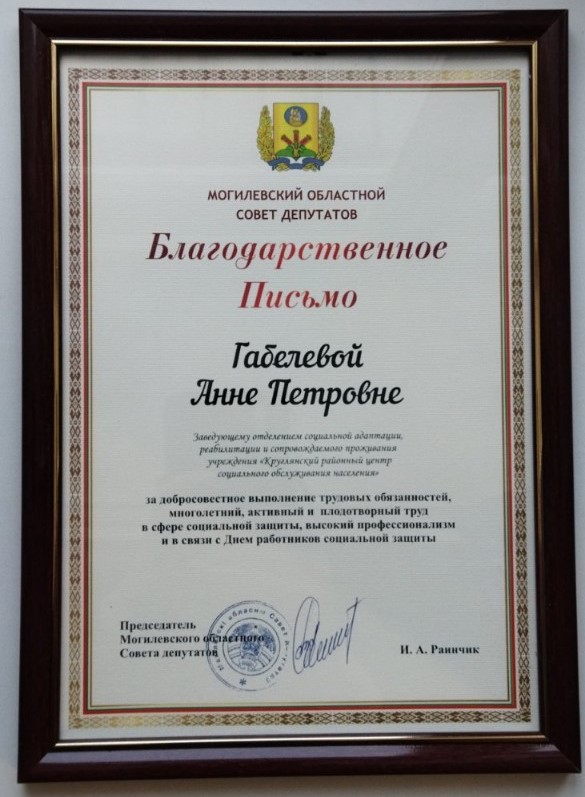 МОГИЛЕВСКИЙ ОБЛАСТНОЙ
СОВЕТ ДЕПУТАТОВ
Благодарственное
Письмо
Габелевой
Анне Петровне
Заведующему отделением социальной адаптации,
реабилитации и сопровождаемого проживания
учреждения «Круглянский районный центр
социального обслуживания населения»
за добросовестное выполнение трудовых обязанностей,
многолетний, активный и плодотворный труд
в сфере социальной защиты, высокий профессионализм
и в связи с Днем работников социальной защиты
Председатель
Могилевского областного
Совета депутатов
И. А. Раинчик